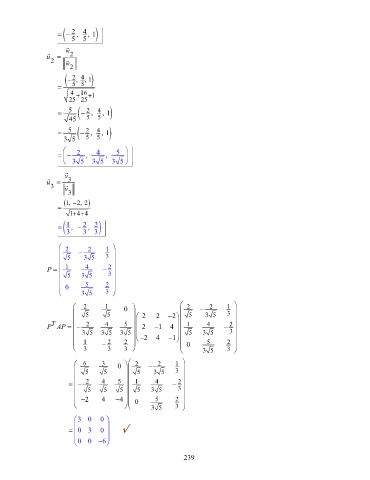 = (−2/5, 4/5, 1)
ü₂ = ü₂ / ‖ü₂‖
= (−2/5, 4/5, 1) / √(4/25 + 16/25 + 1)
= 5/√45 (−2/5, 4/5, 1)
= 5/(3√5) (−2/5, 4/5, 1)
= (−2/(3√5), 4/(3√5), 5/(3√5))
ü₃ = ü₃ / ‖ü₃‖
= (1, −2, 2) / √(1+4+4)
= (1/3, −2/3, 2/3)
P = ( 2/√5 −2/(3√5) 1/3
1/√5 4/(3√5) −2/3
0 5/(3√5) 2/3 )
PᵀAP = ( 2/√5 1/√5 0 ) ( 2 2 −2 ) ( 2/√5 −2/(3√5) 1/3 )
( −2/(3√5) 4/(3√5) 5/(3√5) ) ( 2 −1 4 ) ( 1/√5 4/(3√5) −2/3 )
( 1/3 −2/3 2/3 ) ( −2 4 −1 ) ( 0 5/(3√5) 2/3 )
= ( 6/√5 3/√5 0 ) ( 2/√5 −2/(3√5) 1/3 )
( −2/√5 4/√5 5/√5 ) ( 1/√5 4/(3√5) −2/3 )
( −2 4 −4 ) ( 0 5/(3√5) 2/3 )
= ( 3 0 0
0 3 0 ✓
0 0 −6 )
239